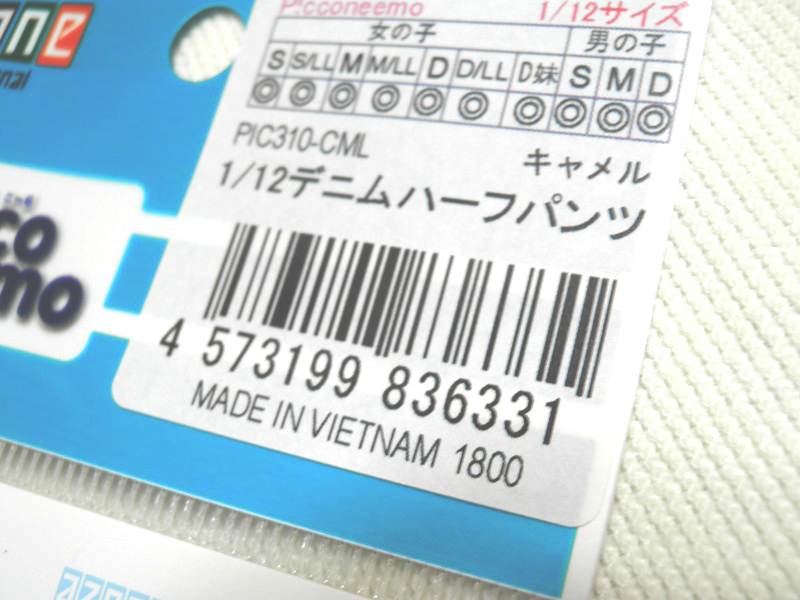 Picconeemo 1/12サイズ
女の子 男の子
S S/LL M M/LL D D/LL D妹 S M D
◎ ◎ ◎ ◎ ◎ ◎ ◎ ◎ ◎ ◎
PIC310-CML キャメル
1/12デニムハーフパンツ
4 573199 836331
MADE IN VIETNAM 1800